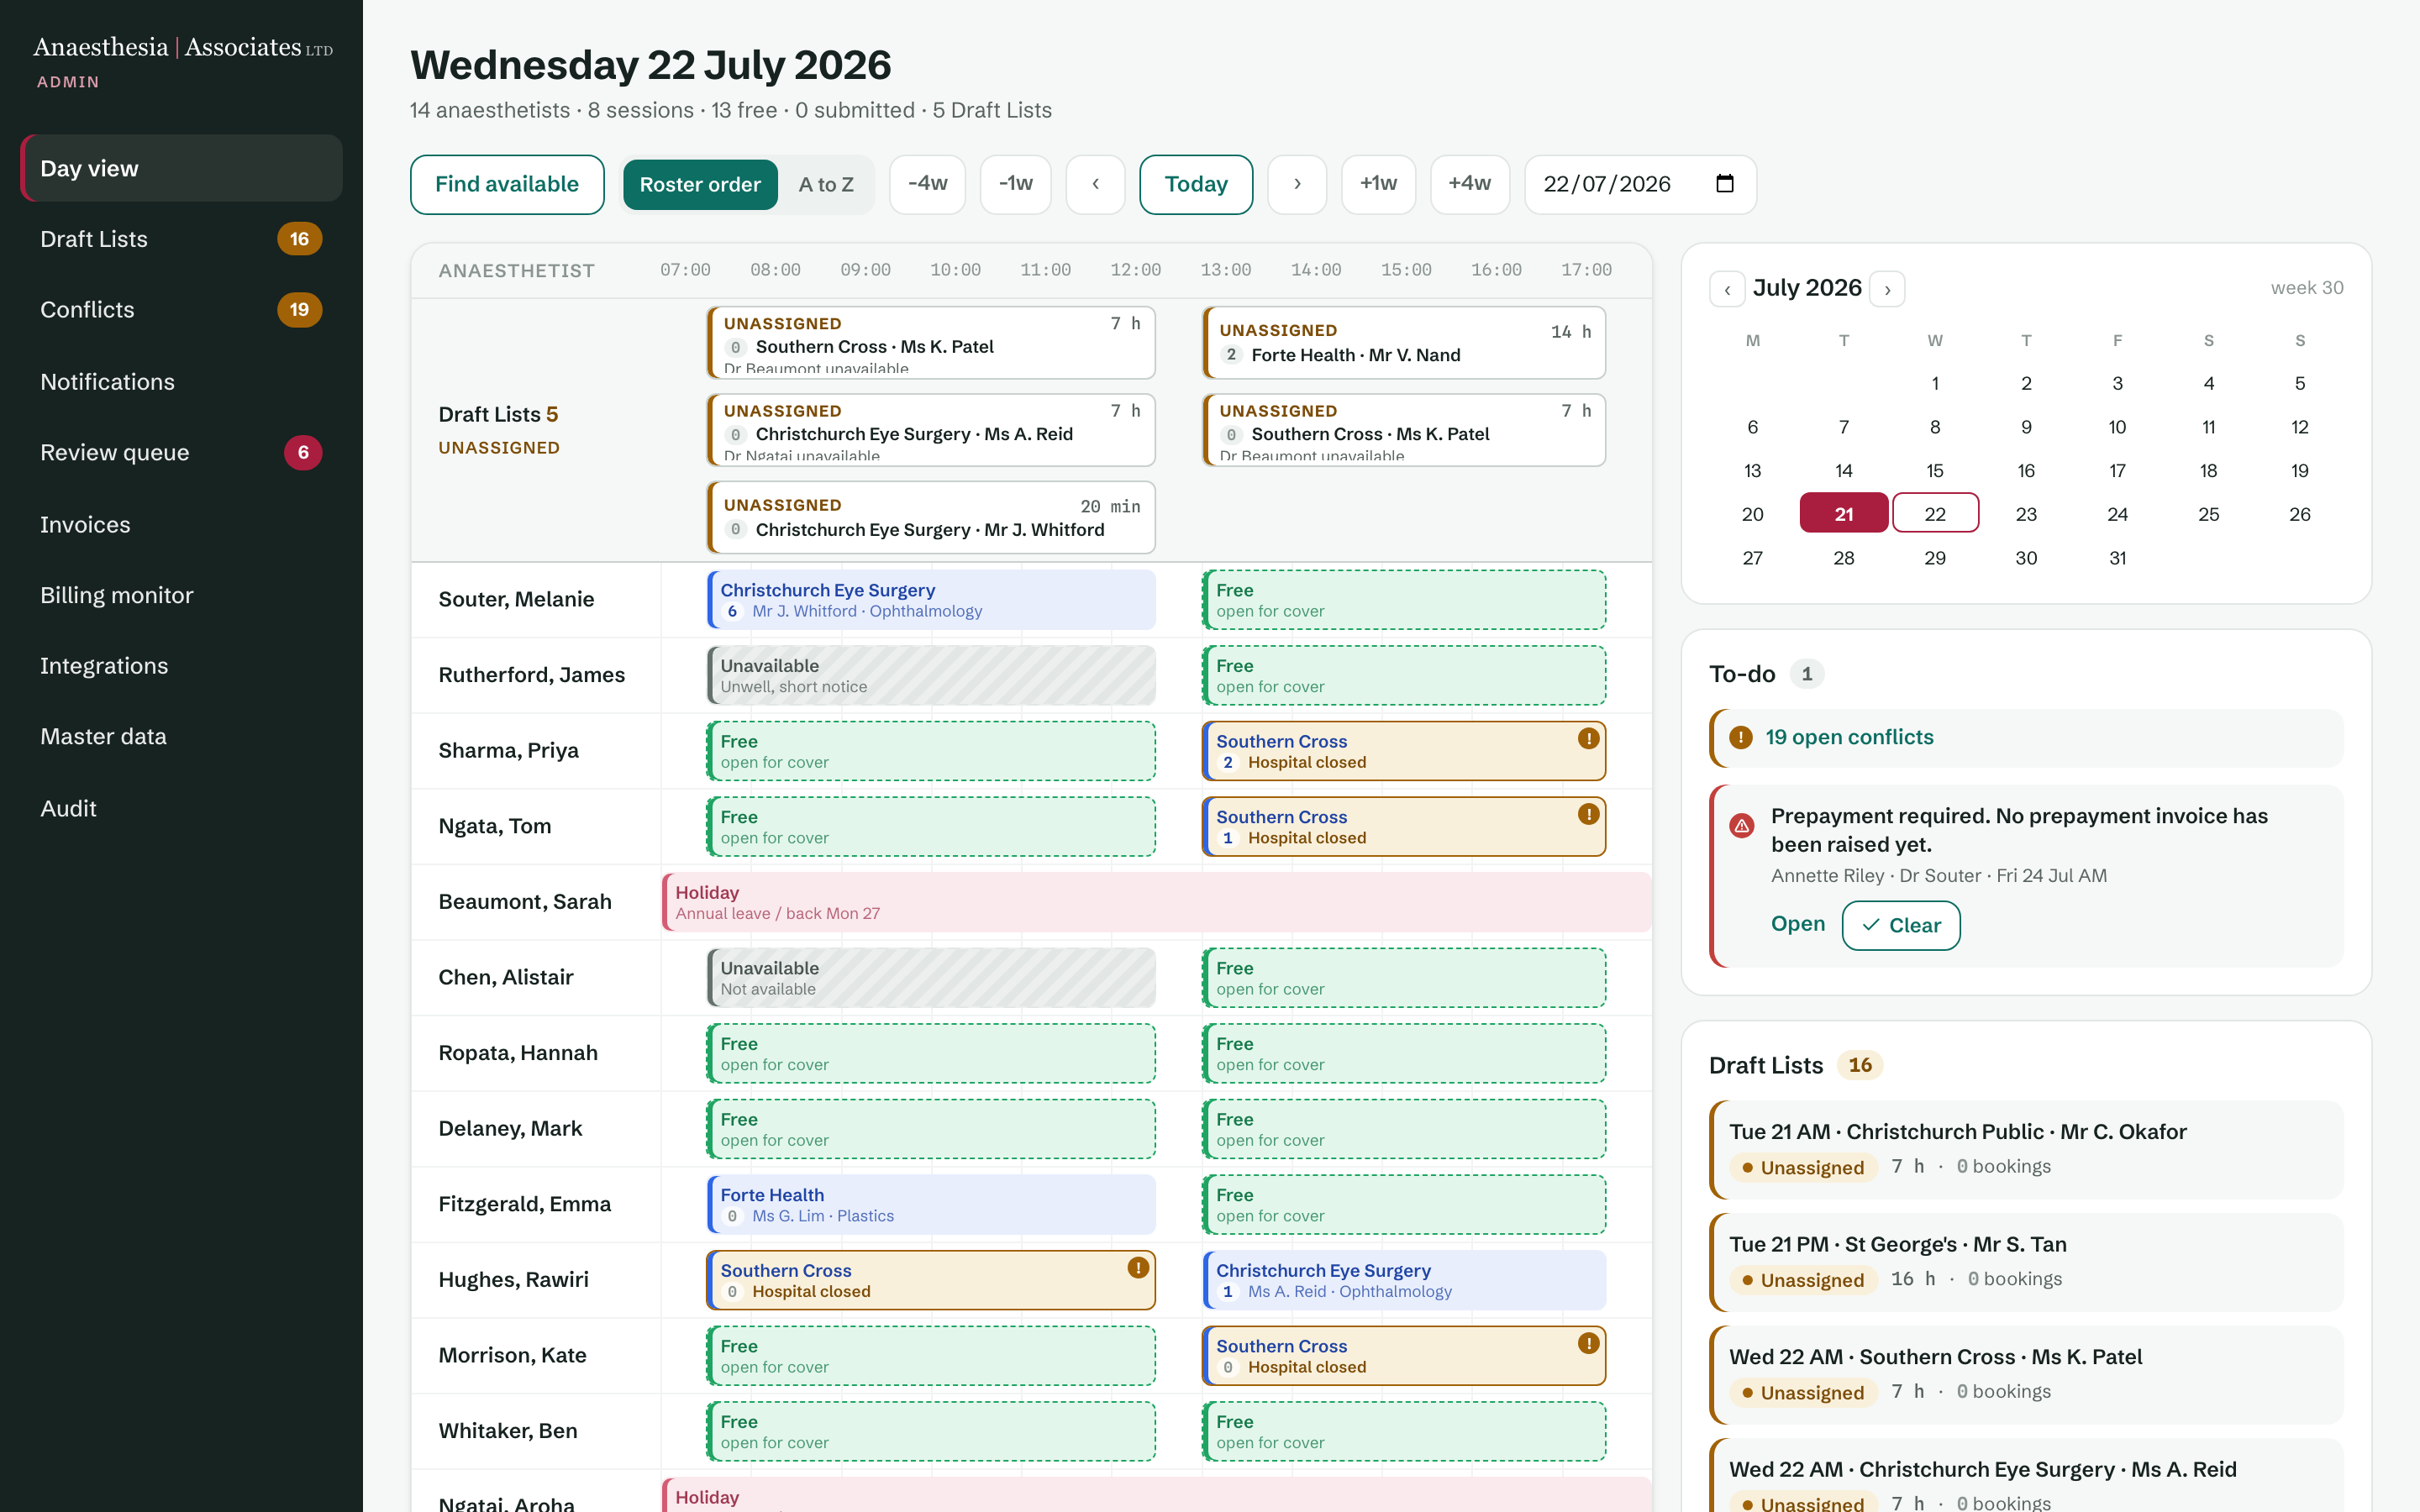 Anaesthesia | Associates LTD
ADMIN
Day view
Draft Lists 16
Conflicts 19
Notifications
Review queue 6
Invoices
Billing monitor
Integrations
Master data
Audit
Wednesday 22 July 2026
14 anaesthetists · 8 sessions · 13 free · 0 submitted · 5 Draft Lists
Find available Roster order A to Z -4w -1w ‹ Today › +1w +4w 22/07/2026
ANAESTHETIST 07:00 08:00 09:00 10:00 11:00 12:00 13:00 14:00 15:00 16:00 17:00
Draft Lists 5
UNASSIGNED
UNASSIGNED 7 h
0 Southern Cross · Ms K. Patel
Dr Beaumont unavailable
UNASSIGNED 14 h
2 Forte Health · Mr V. Nand
UNASSIGNED 7 h
0 Christchurch Eye Surgery · Ms A. Reid
Dr Ngatai unavailable
UNASSIGNED 7 h
0 Southern Cross · Ms K. Patel
Dr Beaumont unavailable
UNASSIGNED 20 min
0 Christchurch Eye Surgery · Mr J. Whitford
Souter, Melanie
Christchurch Eye Surgery
6 Mr J. Whitford · Ophthalmology
Free
open for cover
Rutherford, James
Unavailable
Unwell, short notice
Free
open for cover
Sharma, Priya
Free
open for cover
Southern Cross !
2 Hospital closed
Ngata, Tom
Free
open for cover
Southern Cross !
1 Hospital closed
Beaumont, Sarah
Holiday
Annual leave / back Mon 27
Chen, Alistair
Unavailable
Not available
Free
open for cover
Ropata, Hannah
Free
open for cover
Free
open for cover
Delaney, Mark
Free
open for cover
Free
open for cover
Fitzgerald, Emma
Forte Health
0 Ms G. Lim · Plastics
Free
open for cover
Hughes, Rawiri
Southern Cross !
0 Hospital closed
Christchurch Eye Surgery
1 Ms A. Reid · Ophthalmology
Morrison, Kate
Free
open for cover
Southern Cross !
0 Hospital closed
Whitaker, Ben
Free
open for cover
Free
open for cover
Ngatai, Aroha
Holiday
‹ July 2026 › week 30
M T W T F S S
1 2 3 4 5
6 7 8 9 10 11 12
13 14 15 16 17 18 19
20 21 22 23 24 25 26
27 28 29 30 31
To-do 1
! 19 open conflicts
Prepayment required. No prepayment invoice has
been raised yet.
Annette Riley · Dr Souter · Fri 24 Jul AM
Open Clear
Draft Lists 16
Tue 21 AM · Christchurch Public · Mr C. Okafor
Unassigned 7 h · 0 bookings
Tue 21 PM · St George's · Mr S. Tan
Unassigned 16 h · 0 bookings
Wed 22 AM · Southern Cross · Ms K. Patel
Unassigned 7 h · 0 bookings
Wed 22 AM · Christchurch Eye Surgery · Ms A. Reid
Unassigned 7 h · 0 bookings